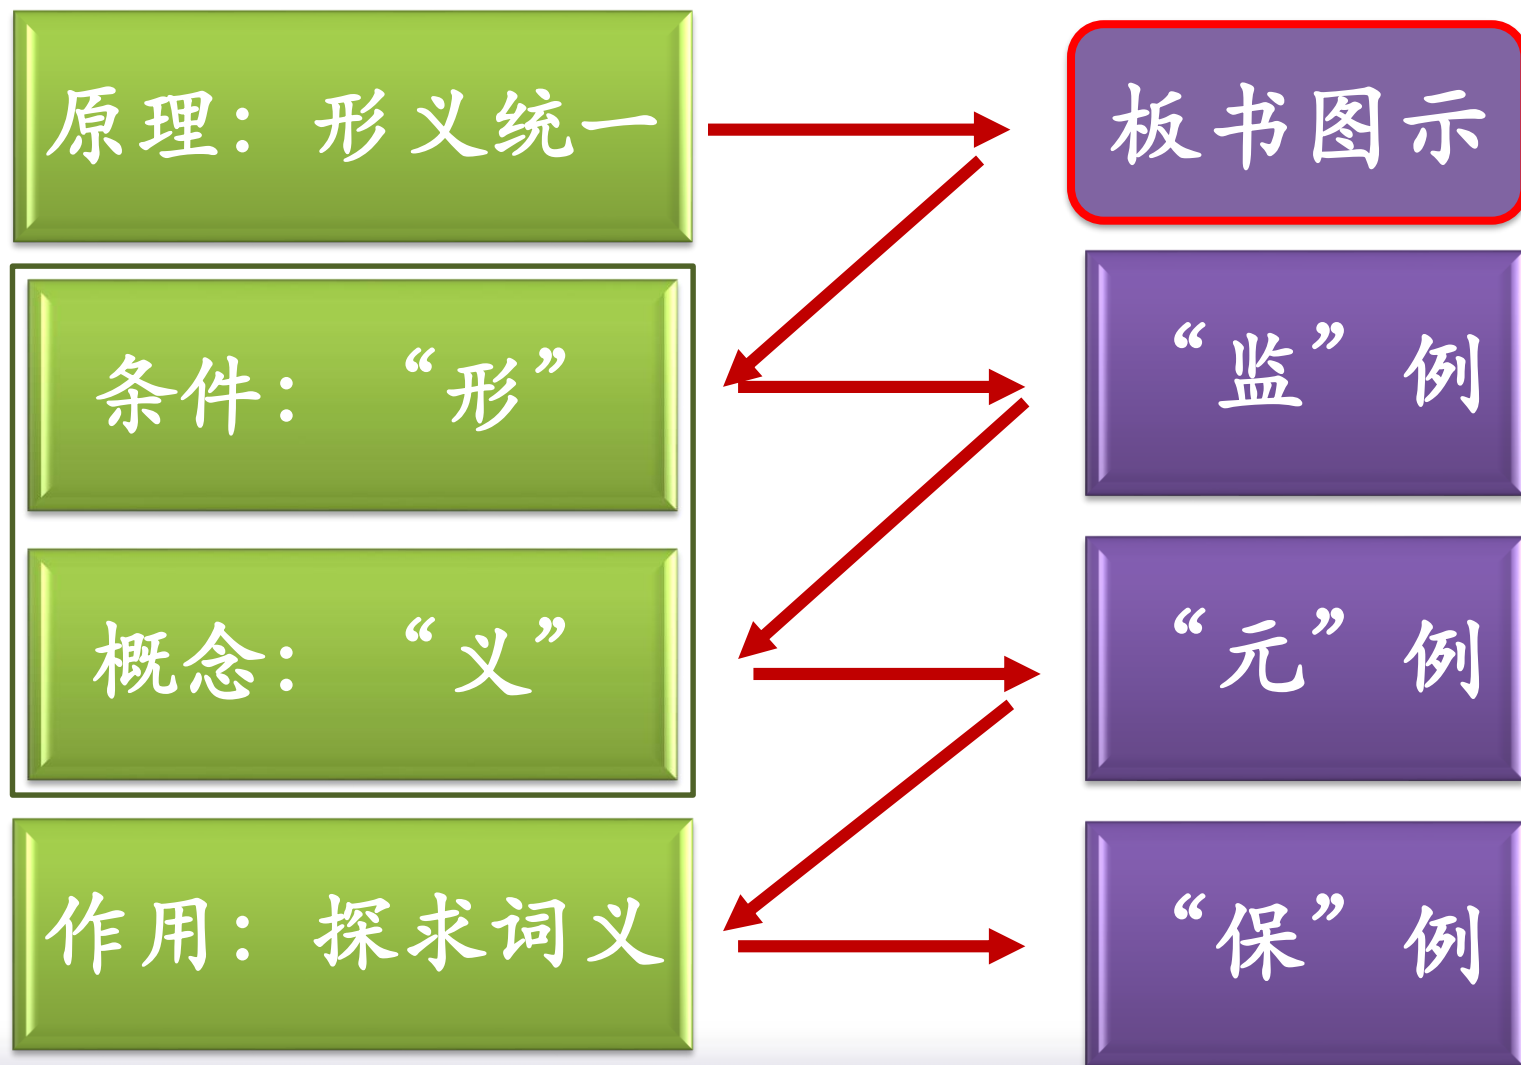 原理：形义统一
板书图示
条件：“形”
“监”例
概念：“义”
“元”例
作用：探求词义
“保”例